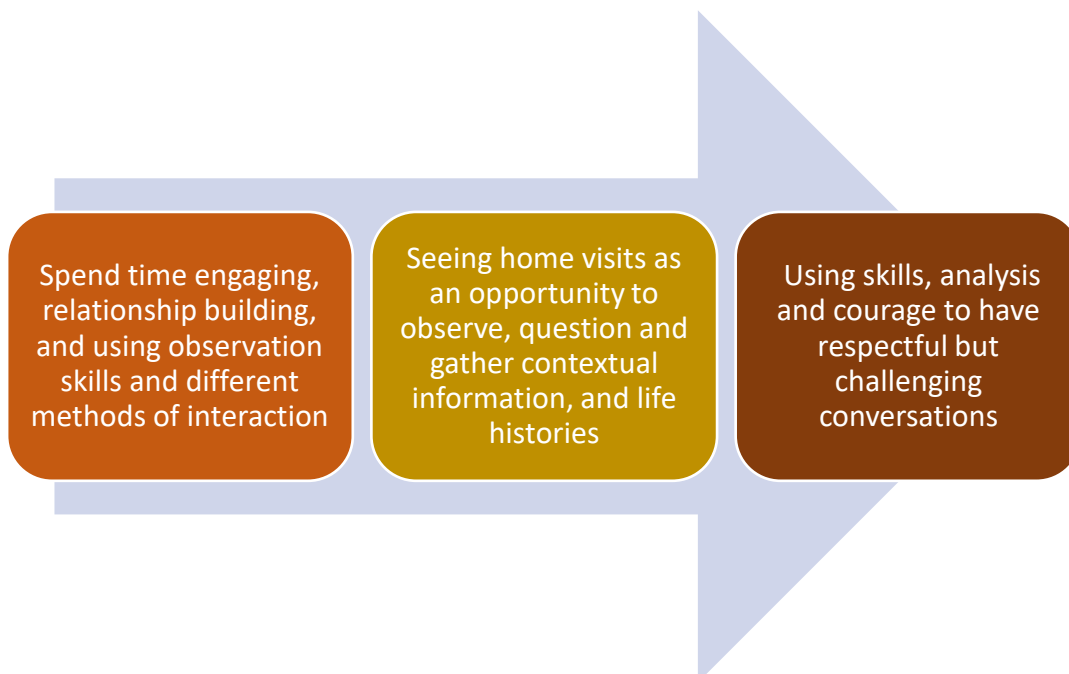 Spend time engaging,
relationship building,
and using observation
skills and different
methods of interaction
Seeing home visits as
an opportunity to
observe, question and
gather contextual
information, and life
histories
Using skills, analysis
and courage to have
respectful but
challenging
conversations